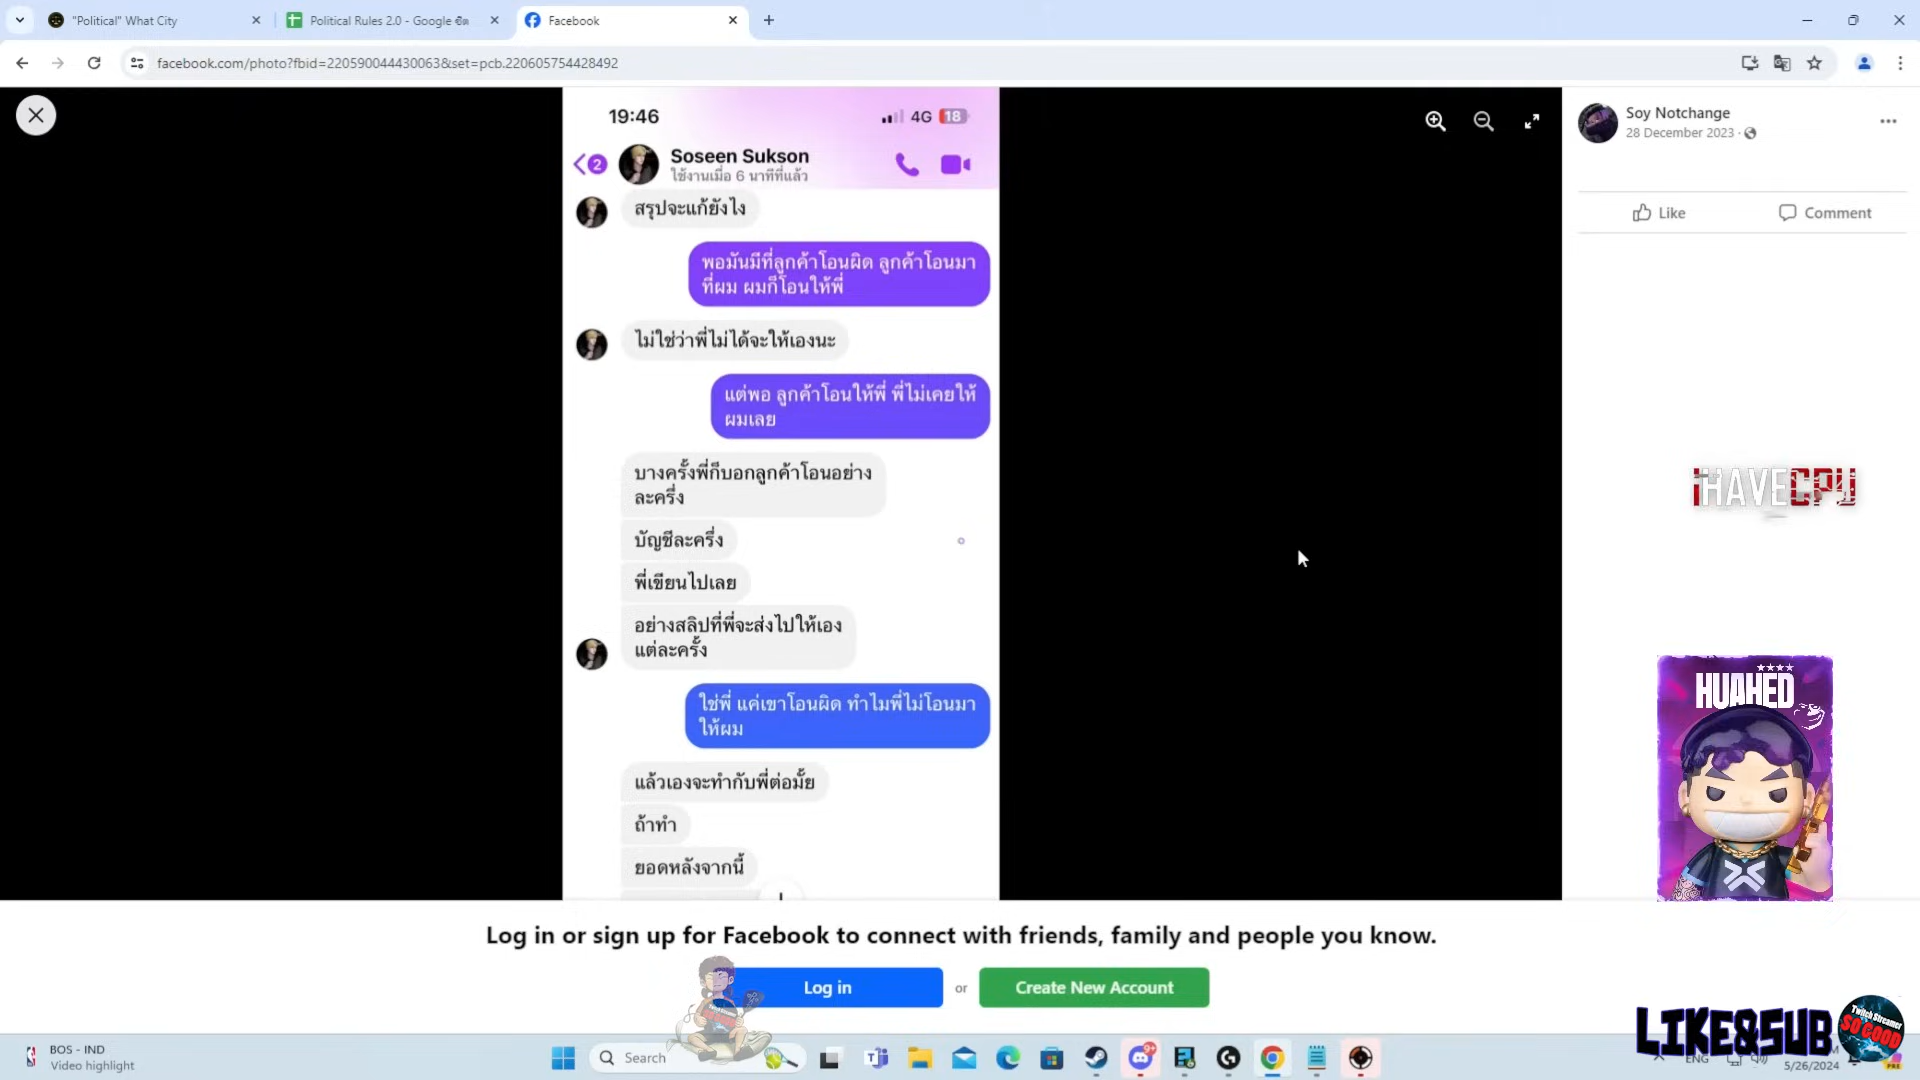 "Political" What City
Political Rules 2.0 - Google ชีต
Facebook
facebook.com/photo?fbid=220590044430063&set=pcb.220605754428492
19:46
4G 18
2
Soseen Sukson
ใช้งานเมื่อ 6 นาทีที่แล้ว
สรุปจะแก้ยังไง
พอมันมีที่ลูกค้าโอนผิด ลูกค้าโอนมา
ที่ผม ผมก็โอนให้พี่
ไม่ใช่ว่าพี่ไม่ได้จะให้เองนะ
แต่พอ ลูกค้าโอนให้พี่ พี่ไม่เคยให้
ผมเลย
บางครั้งพี่ก็บอกลูกค้าโอนอย่าง
ละครึ่ง
บัญชีละครึ่ง
พี่เขียนไปเลย
อย่างสลิปที่พี่จะส่งไปให้เอง
แต่ละครั้ง
ใช่พี่ แค่เขาโอนผิด ทำไมพี่ไม่โอนมา
ให้ผม
แล้วเองจะทำกับพี่ต่อมั้ย
ถ้าทำ
ยอดหลังจากนี้
Soy Notchange
28 December 2023
Like
Comment
iHAVECPU
HUAHED
Log in or sign up for Facebook to connect with friends, family and people you know.
Log in
or
Create New Account
LIKE&SUB
Twitch Streamer
SO GOOD
BOS - IND
Video highlight
Search
9+
ENG
5/26/2024
PRE